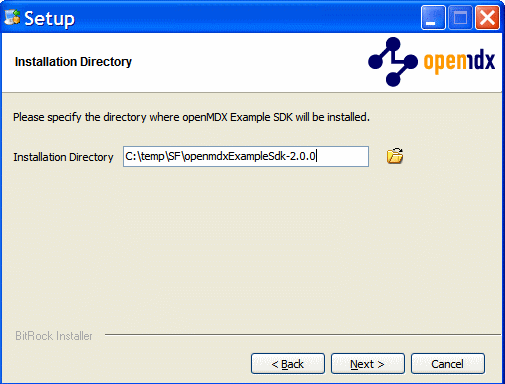 Setup
Installation Directory
openmdx
Please specify the directory where openMDX Example SDK will be installed.
Installation Directory C:\temp\SF\openmdxExampleSdk-2.0.0
BitRock Installer
< Back Next > Cancel